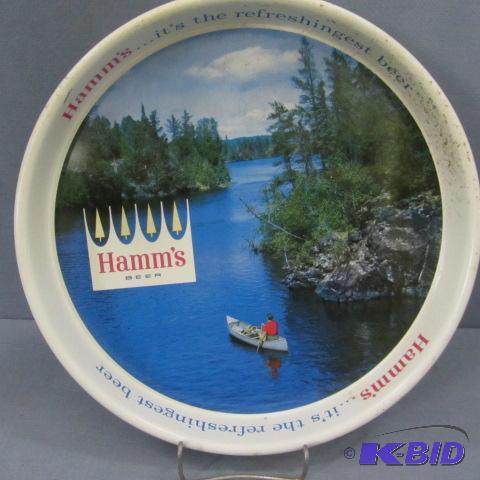 Hamm's...it's the refreshingest beer
Hamm's
BEER
Hamm's...it's the refreshingest beer
K-BID